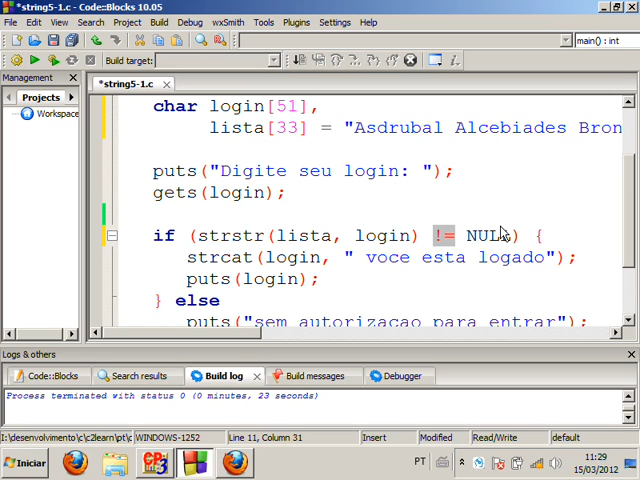 *string5-1.c - Code::Blocks 10.05
File Edit View Search Project Build Debug wxSmith Tools Plugins Settings Help
Build target: main() : int
Management
Projects
Workspace
*string5-1.c
char login[51],
lista[33] = "Asdrubal Alcebiades Bron
puts("Digite seu login: ");
gets(login);
if (strstr(lista, login) != NULL) {
strcat(login, " voce esta logado");
puts(login);
} else
puts("sem autorizaçao para entrar");
Logs & others
Code::Blocks Search results Build log Build messages Debugger
Process terminated with status 0 (0 minutes, 23 seconds)
I:\desenvolvimento\c\c2learn\pt\c WINDOWS-1252 Line 11, Column 31 Insert Modified Read/Write default
Iniciar PT 11:29
15/03/2012